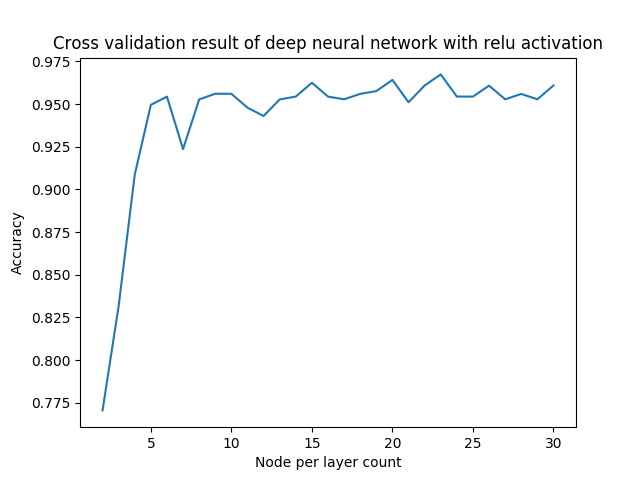 Cross validation result of deep neural network with relu activation
0.975
0.950
0.925
0.900
0.875
0.850
0.825
0.800
0.775
Accuracy
5 10 15 20 25 30
Node per layer count